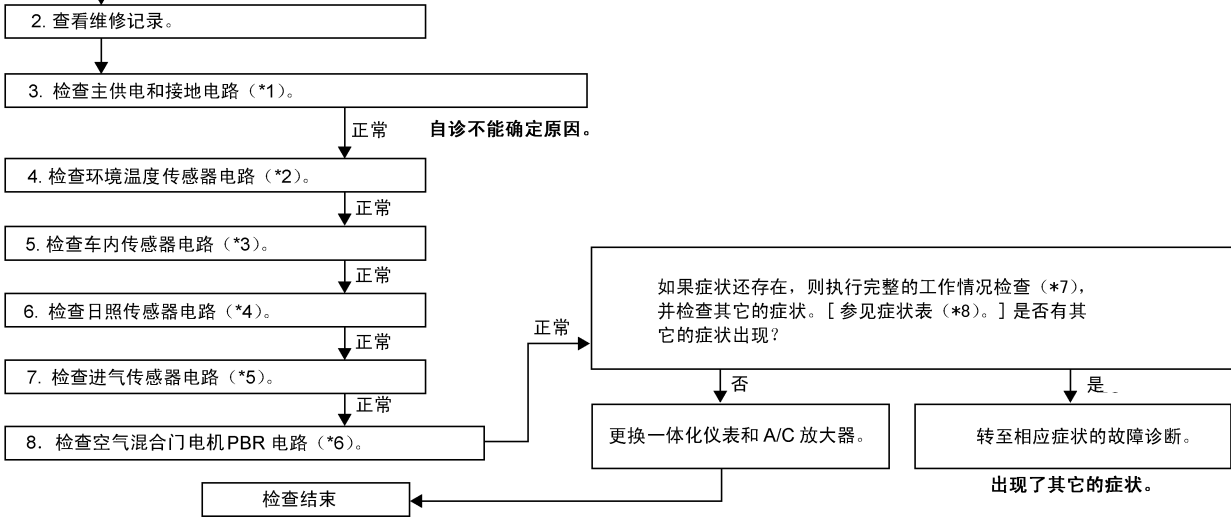 2. 查看维修记录。
3. 检查主供电和接地电路（*1）。
正常
自诊不能确定原因。
4. 检查环境温度传感器电路（*2）。
正常
5. 检查车内传感器电路（*3）。
正常
6. 检查日照传感器电路（*4）。
正常
7. 检查进气传感器电路（*5）。
正常
8. 检查空气混合门电机PBR 电路（*6）。
正常
如果症状还存在，则执行完整的工作情况检查（*7），
并检查其它的症状。[ 参见症状表（*8）。] 是否有其
它的症状出现？
否
是
更换一体化仪表和 A/C 放大器。
转至相应症状的故障诊断。
出现了其它的症状。
检查结束